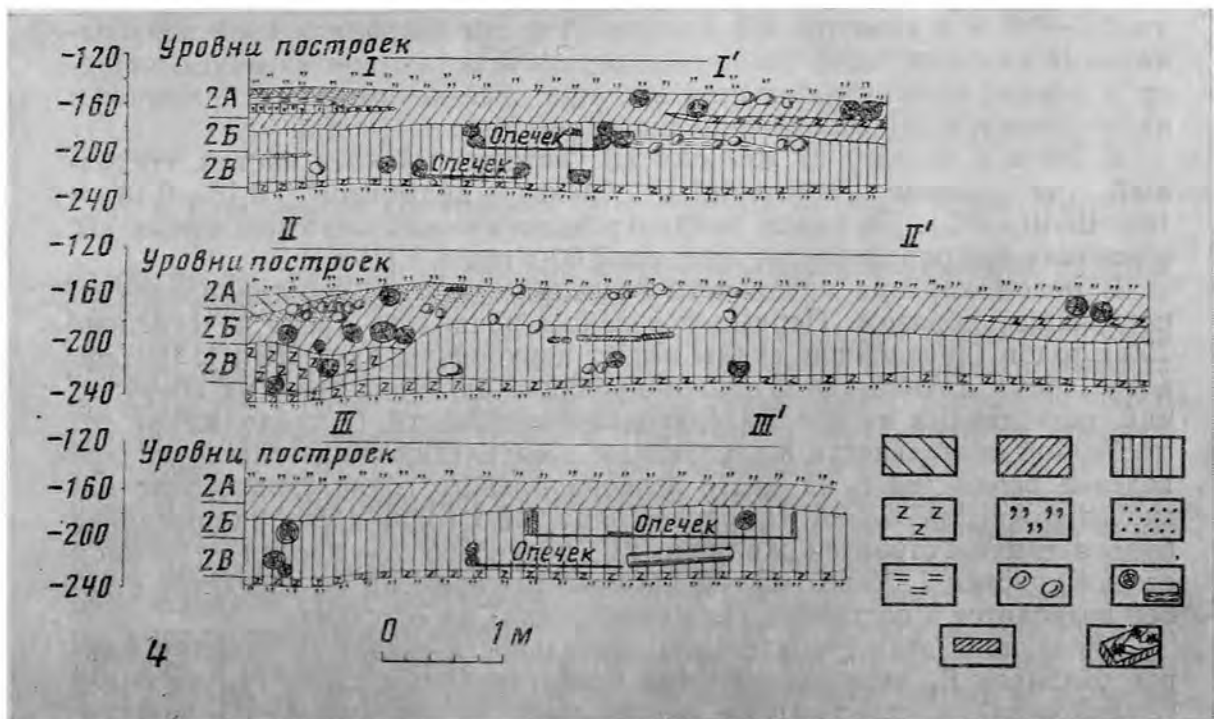 Уровни построек
-120
-160
-200
-240
I I'
2А
2Б
2В
Опечек
Опечек
II II'
-120
-160
-200
-240
Уровни построек
2А
2Б
2В
III III'
-120
-160
-200
-240
Уровни построек
2А
2Б
2В
Опечек
Опечек
z z z
0 1 м
4